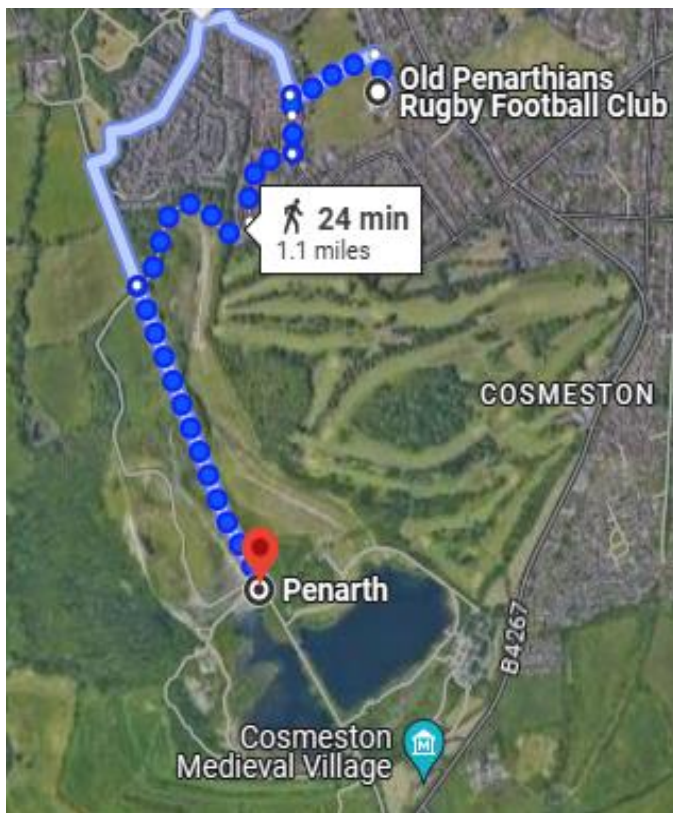 Old Penarthians
Rugby Football Club
24 min
1.1 miles
COSMESTON
Penarth
B4267
Cosmeston
Medieval Village
M